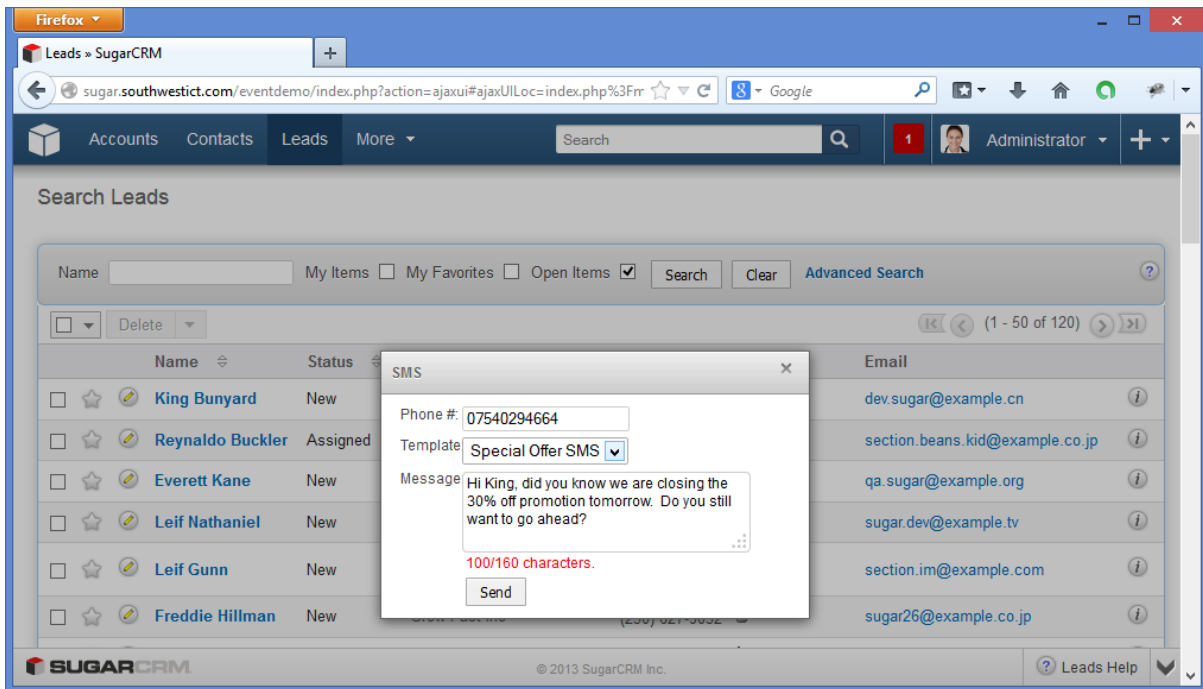 Firefox
Leads » SugarCRM
sugar.southwestict.com/eventdemo/index.php?action=ajaxui#ajaxUILoc=index.php%3Fm
Google
Accounts Contacts Leads More Search 1 Administrator
Search Leads
Name My Items My Favorites Open Items Search Clear Advanced Search ?
Delete (1 - 50 of 120)
Name Status Email
King Bunyard New dev.sugar@example.cn
Reynaldo Buckler Assigned section.beans.kid@example.co.jp
Everett Kane New qa.sugar@example.org
Leif Nathaniel New sugar.dev@example.tv
Leif Gunn New section.im@example.com
Freddie Hillman New sugar26@example.co.jp
SMS
Phone #: 07540294664
Template Special Offer SMS
Message Hi King, did you know we are closing the
30% off promotion tomorrow. Do you still
want to go ahead?
100/160 characters.
Send
SUGARCRM © 2013 SugarCRM Inc. ? Leads Help